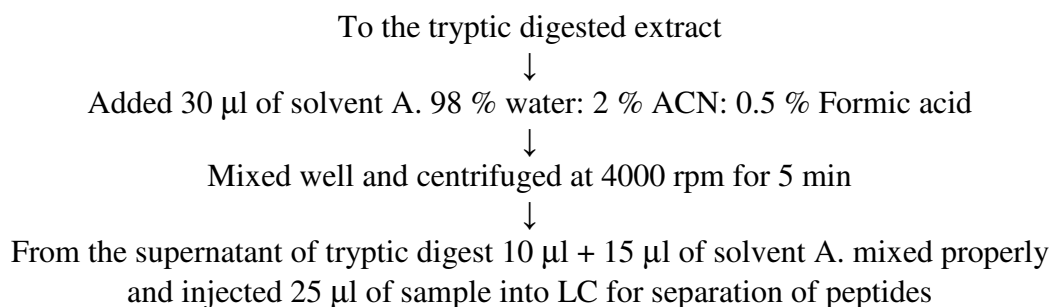 To the tryptic digested extract
↓
Added 30 μl of solvent A. 98 % water: 2 % ACN: 0.5 % Formic acid
↓
Mixed well and centrifuged at 4000 rpm for 5 min
↓
From the supernatant of tryptic digest 10 μl + 15 μl of solvent A. mixed properly
and injected 25 μl of sample into LC for separation of peptides